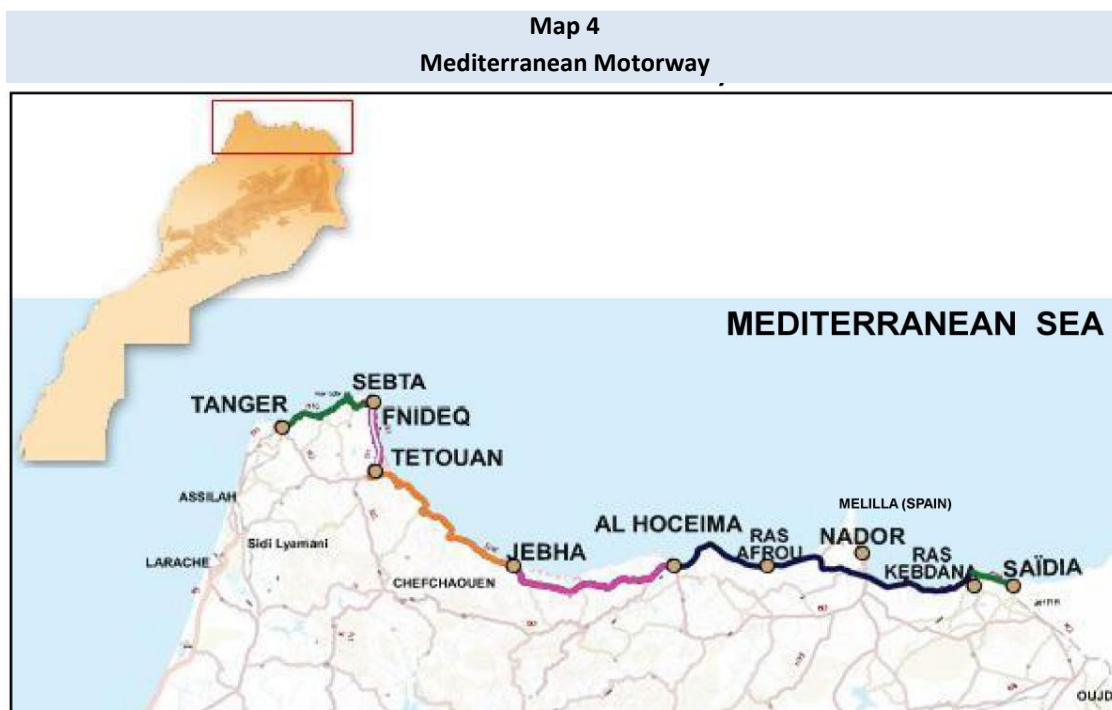 Map 4
Mediterranean Motorway
MEDITERRANEAN SEA
SEBTA
TANGER
FNIDEQ
TETOUAN
ASSILAH
MELILLA (SPAIN)
AL HOCEIMA
RAS
AFROU
NADOR
Sidi Lyamani
JEBHA
RAS
KEBDANA
SAÏDIA
LARACHE
CHEFCHAOUEN
OUJD